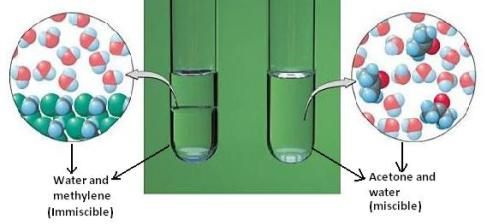 Water and
methylene
(Immiscible)
Acetone and
water
(miscible)